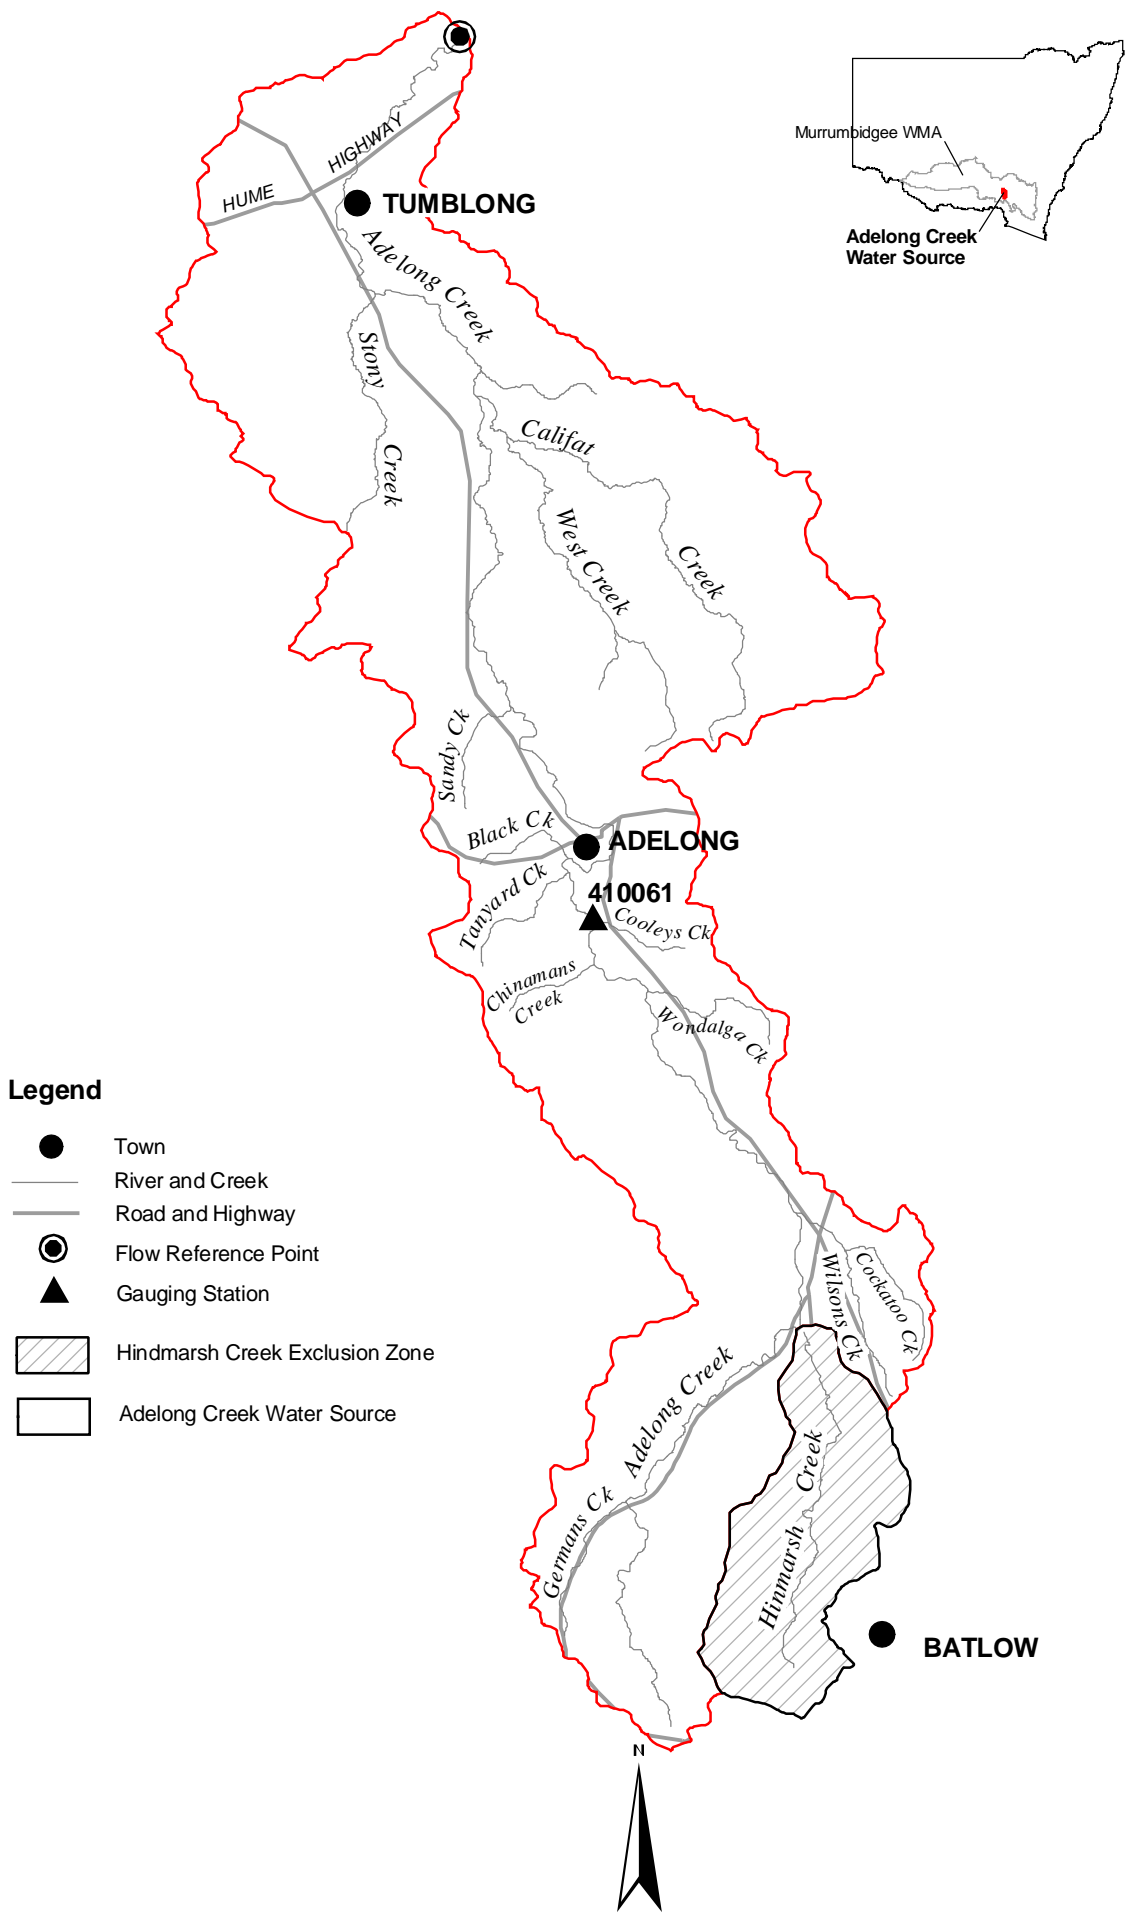 Murrumbidgee WMA
Adelong Creek
Water Source
HUME
HIGHWAY
TUMBLONG
Adelong Creek
Stony
Creek
Califat
Creek
West Creek
Sandy Ck
Black Ck
ADELONG
Tanyard Ck
410061
Cooleys Ck
Chinamans
Creek
Wondalga Ck
Legend
Town
River and Creek
Road and Highway
Flow Reference Point
Gauging Station
Hindmarsh Creek Exclusion Zone
Adelong Creek Water Source
Wilsons Ck
Cockatoo Ck
Adelong Creek
Germans Ck
Hinmarsh Creek
BATLOW
N